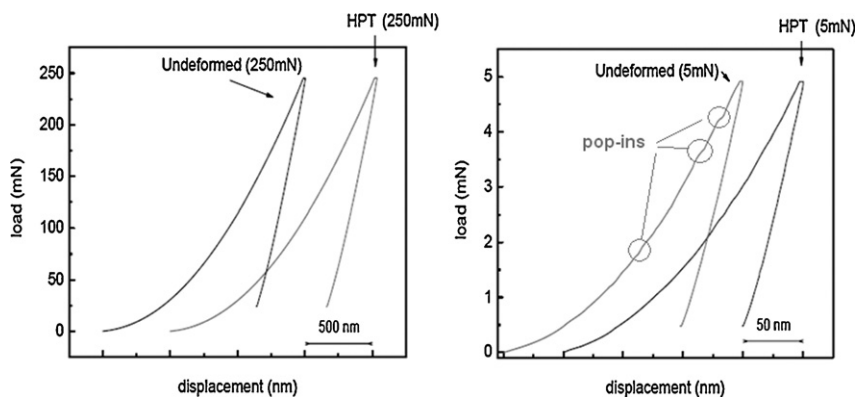 HPT (250mN)
Undeformed (250mN)
250
200
150
100
50
0
load (mN)
500 nm
displacement (nm)
HPT (5mN)
Undeformed (5mN)
pop-ins
5
4
3
2
1
0
load (mN)
50 nm
displacement (nm)